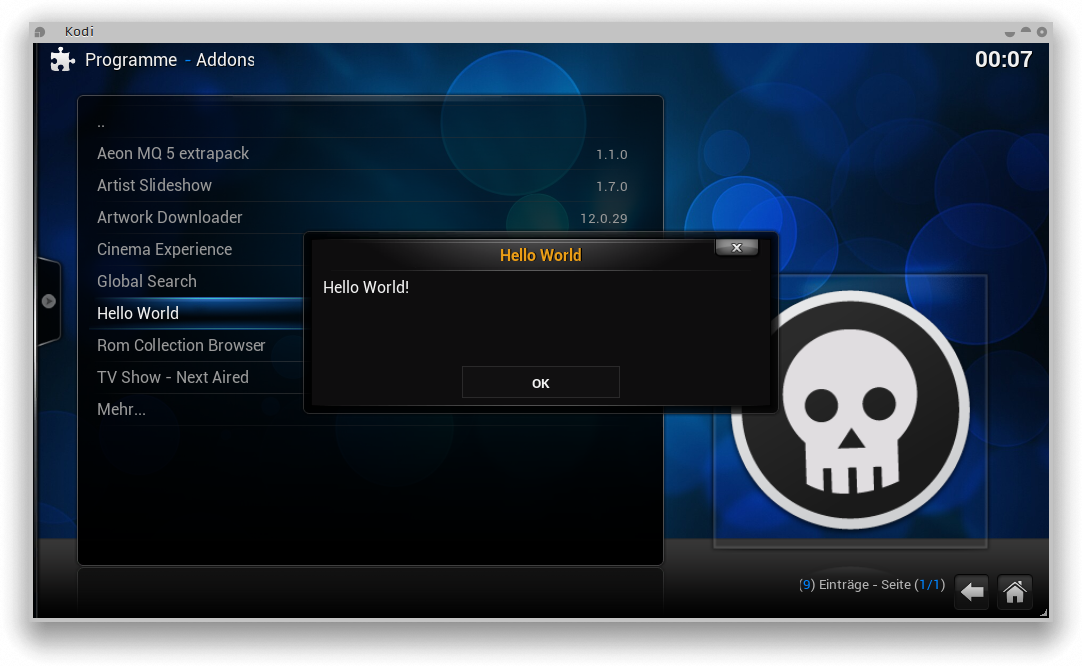 Kodi
Programme - Addons
00:07
..
Aeon MQ 5 extrapack 1.1.0
Artist Slideshow 1.7.0
Artwork Downloader 12.0.29
Cinema Experience
Global Search
Hello World
Rom Collection Browser
TV Show - Next Aired
Mehr...
Hello World
Hello World!
OK
(9) Einträge - Seite (1/1)